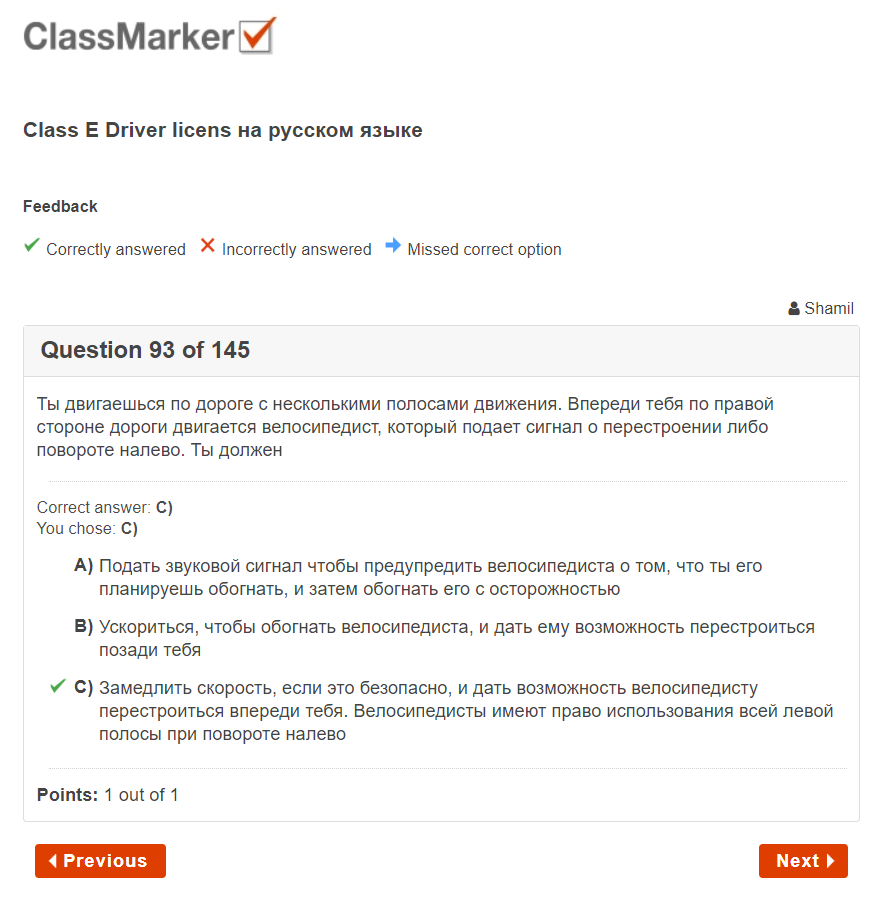 ClassMarker
Class E Driver licens на русском языке
Feedback
Correctly answered Incorrectly answered Missed correct option
Shamil
Question 93 of 145
Ты двигаешься по дороге с несколькими полосами движения. Впереди тебя по правой
стороне дороги двигается велосипедист, который подает сигнал о перестроении либо
повороте налево. Ты должен
Correct answer: C)
You chose: C)
A) Подать звуковой сигнал чтобы предупредить велосипедиста о том, что ты его
планируешь обогнать, и затем обогнать его с осторожностью
B) Ускориться, чтобы обогнать велосипедиста, и дать ему возможность перестроиться
позади тебя
C) Замедлить скорость, если это безопасно, и дать возможность велосипедисту
перестроиться впереди тебя. Велосипедисты имеют право использования всей левой
полосы при повороте налево
Points: 1 out of 1
Previous
Next